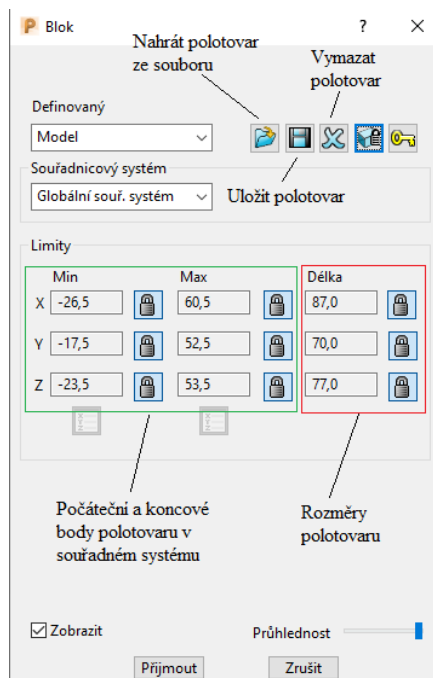 Blok
?
Nahrát polotovar
ze souboru
Vymazat
polotovar
Definovaný
Model
Souřadnicový systém
Globální souř. systém
Uložit polotovar
Limity
Min Max Délka
X -26,5 60,5 87,0
Y -17,5 52,5 70,0
Z -23,5 53,5 77,0
Počáteční a koncové
body polotovaru v
souřadném systému
Rozměry
polotovaru
Zobrazit
Průhlednost
Přijmout Zrušit